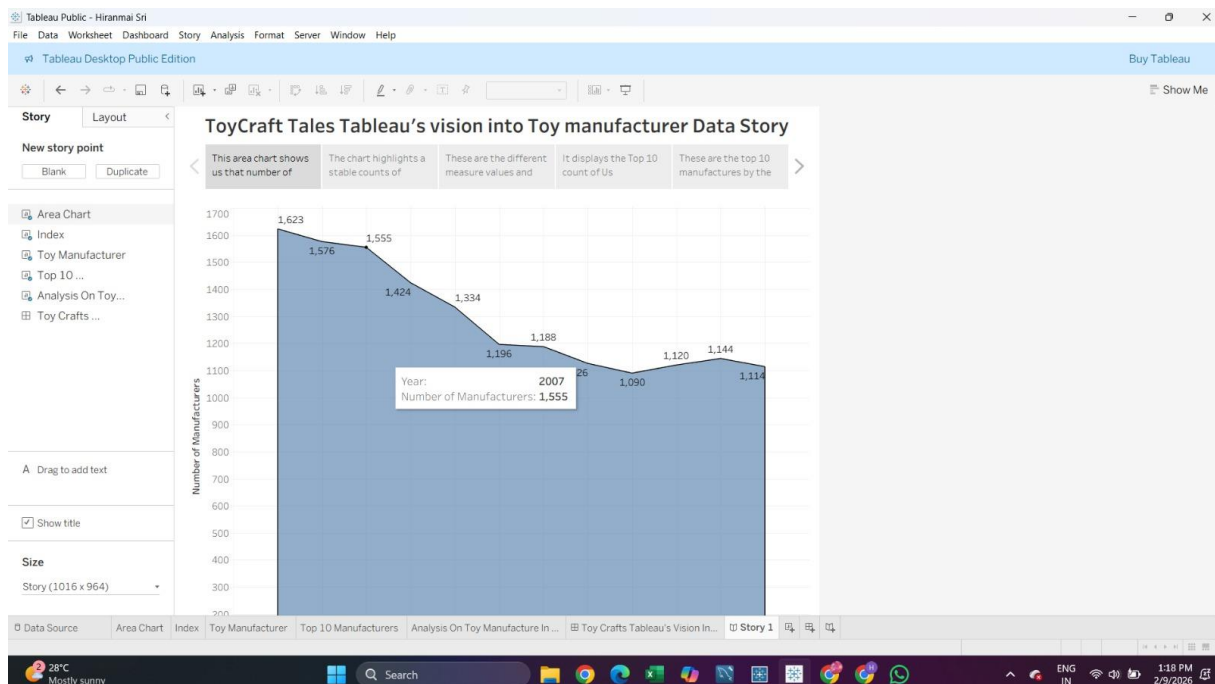 Tableau Public - Hiranmai Sri
File Data Worksheet Dashboard Story Analysis Format Server Window Help
Tableau Desktop Public Edition
Buy Tableau
Show Me
Story Layout
New story point
Blank Duplicate
Area Chart
Index
Toy Manufacturer
Top 10 ...
Analysis On Toy...
Toy Crafts ...
A Drag to add text
Show title
Size
Story (1016 x 964)
ToyCraft Tales Tableau's vision into Toy manufacturer Data Story
This area chart shows
us that number of
The chart highlights a
stable counts of
These are the different
measure values and
It displays the Top 10
count of Us
These are the top 10
manufactures by the
Number of Manufacturers
1700
1600
1500
1400
1300
1200
1100
1000
900
800
700
600
500
400
300
200
1,623
1,576
1,555
1,424
1,334
1,196
1,188
26
1,090
1,120
1,144
1,114
Year: 2007
Number of Manufacturers: 1,555
Data Source Area Chart Index Toy Manufacturer Top 10 Manufacturers Analysis On Toy Manufacture In ... Toy Crafts Tableau's Vision In... Story 1
2
28°C
Mostly sunny
Search
ENG
IN
1:18 PM
2/9/2026